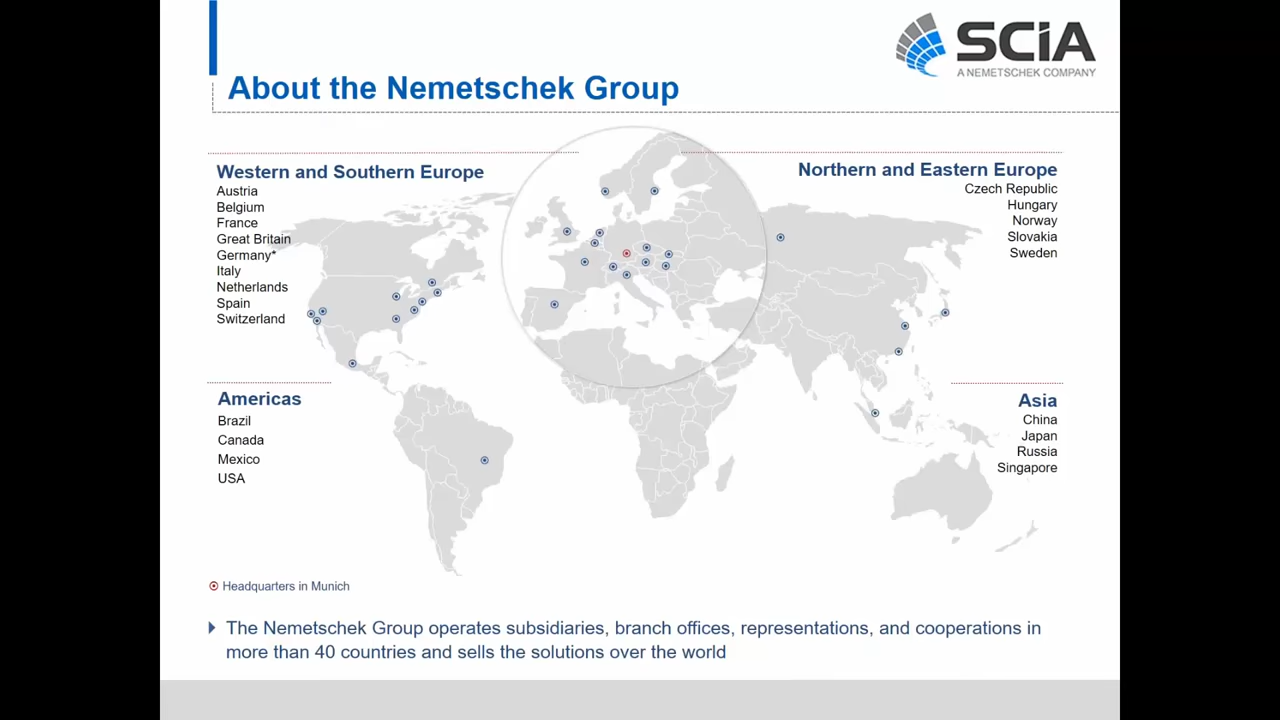 SCiA
A NEMETSCHEK COMPANY
About the Nemetschek Group
Western and Southern Europe
Austria
Belgium
France
Great Britain
Germany*
Italy
Netherlands
Spain
Switzerland
Northern and Eastern Europe
Czech Republic
Hungary
Norway
Slovakia
Sweden
Americas
Brazil
Canada
Mexico
USA
Asia
China
Japan
Russia
Singapore
Headquarters in Munich
The Nemetschek Group operates subsidiaries, branch offices, representations, and cooperations in
more than 40 countries and sells the solutions over the world